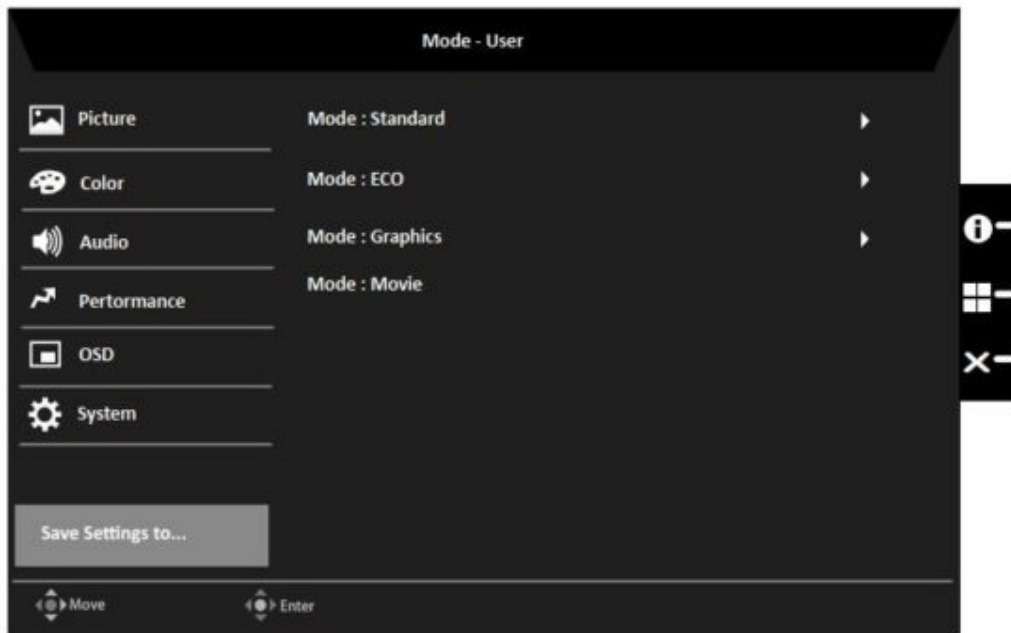 Mode - User
Picture
Mode : Standard
Color
Mode : ECO
Audio
Mode : Graphics
Pertormance
Mode : Movie
OSD
System
Save Settings to...
Move
Enter